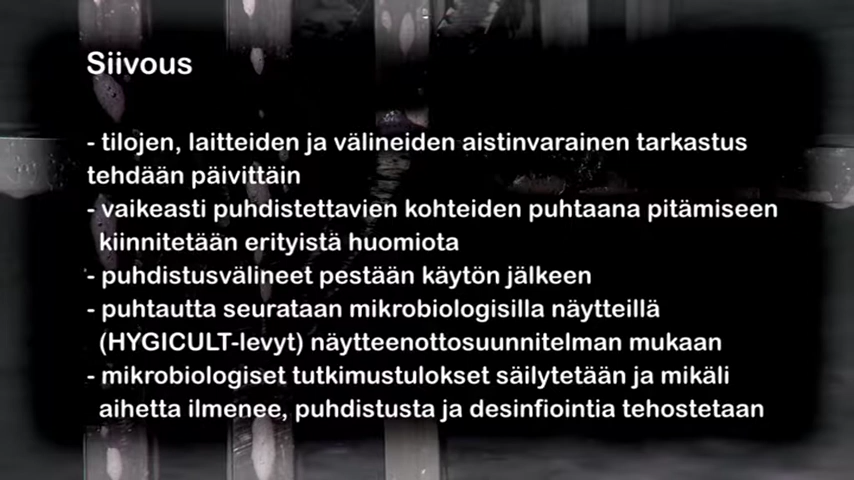 Siivous
- tilojen, laitteiden ja välineiden aistinvarainen tarkastus
tehdään päivittäin
- vaikeasti puhdistettavien kohteiden puhtaana pitämiseen
kiinnitetään erityistä huomiota
- puhdistusvälineet pestään käytön jälkeen
- puhtautta seurataan mikrobiologisilla näytteillä
(HYGICULT-levyt) näytteenottosuunnitelman mukaan
- mikrobiologiset tutkimustulokset säilytetään ja mikäli
aihetta ilmenee, puhdistusta ja desinfiointia tehostetaan